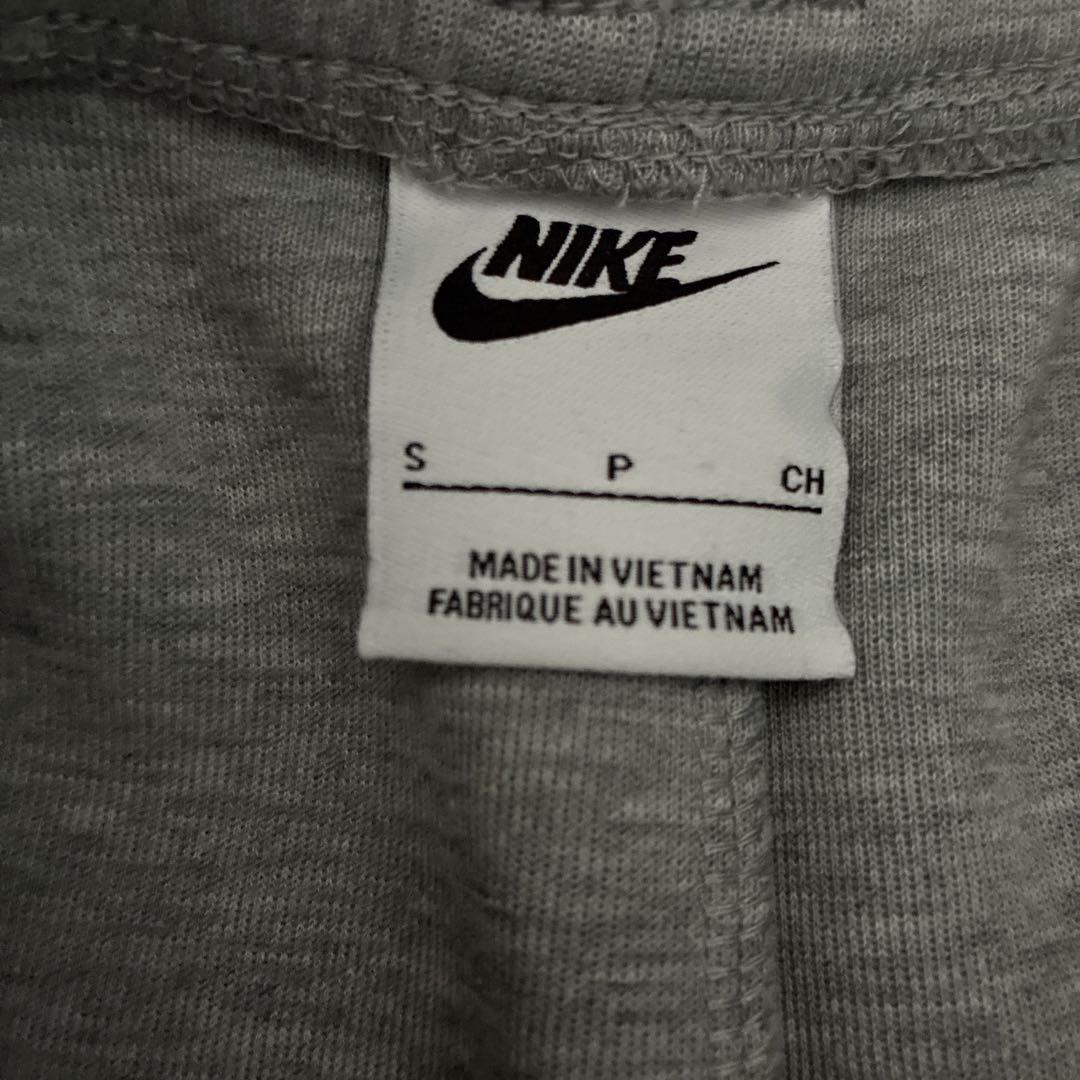 NIKE
S P CH
MADE IN VIETNAM
FABRIQUE AU VIETNAM